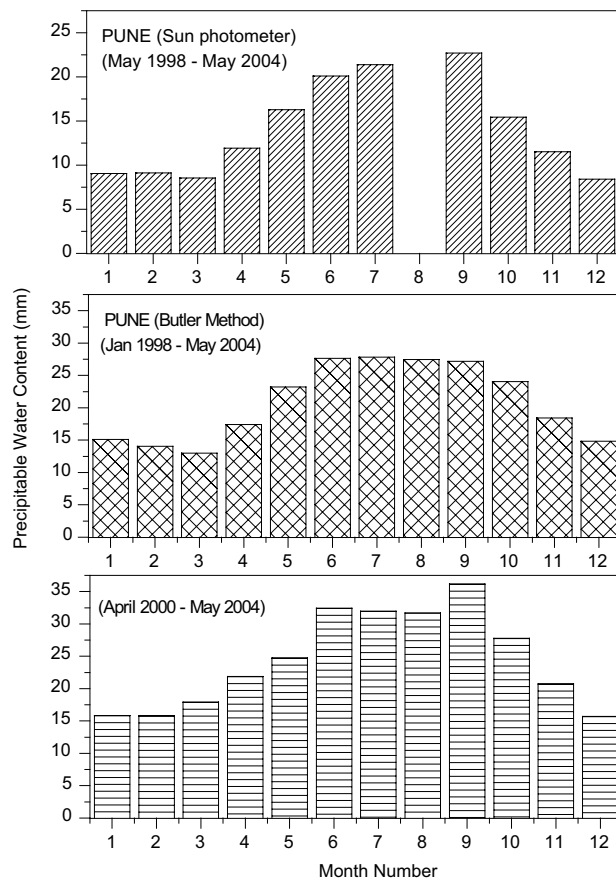 PUNE (Sun photometer)
(May 1998 - May 2004)
25
20
15
10
5
0
1 2 3 4 5 6 7 8 9 10 11 12
Precipitable Water Content (mm)
PUNE (Butler Method)
(Jan 1998 - May 2004)
35
30
25
20
15
10
5
0
1 2 3 4 5 6 7 8 9 10 11 12
(April 2000 - May 2004)
35
30
25
20
15
10
5
0
1 2 3 4 5 6 7 8 9 10 11 12
Month Number